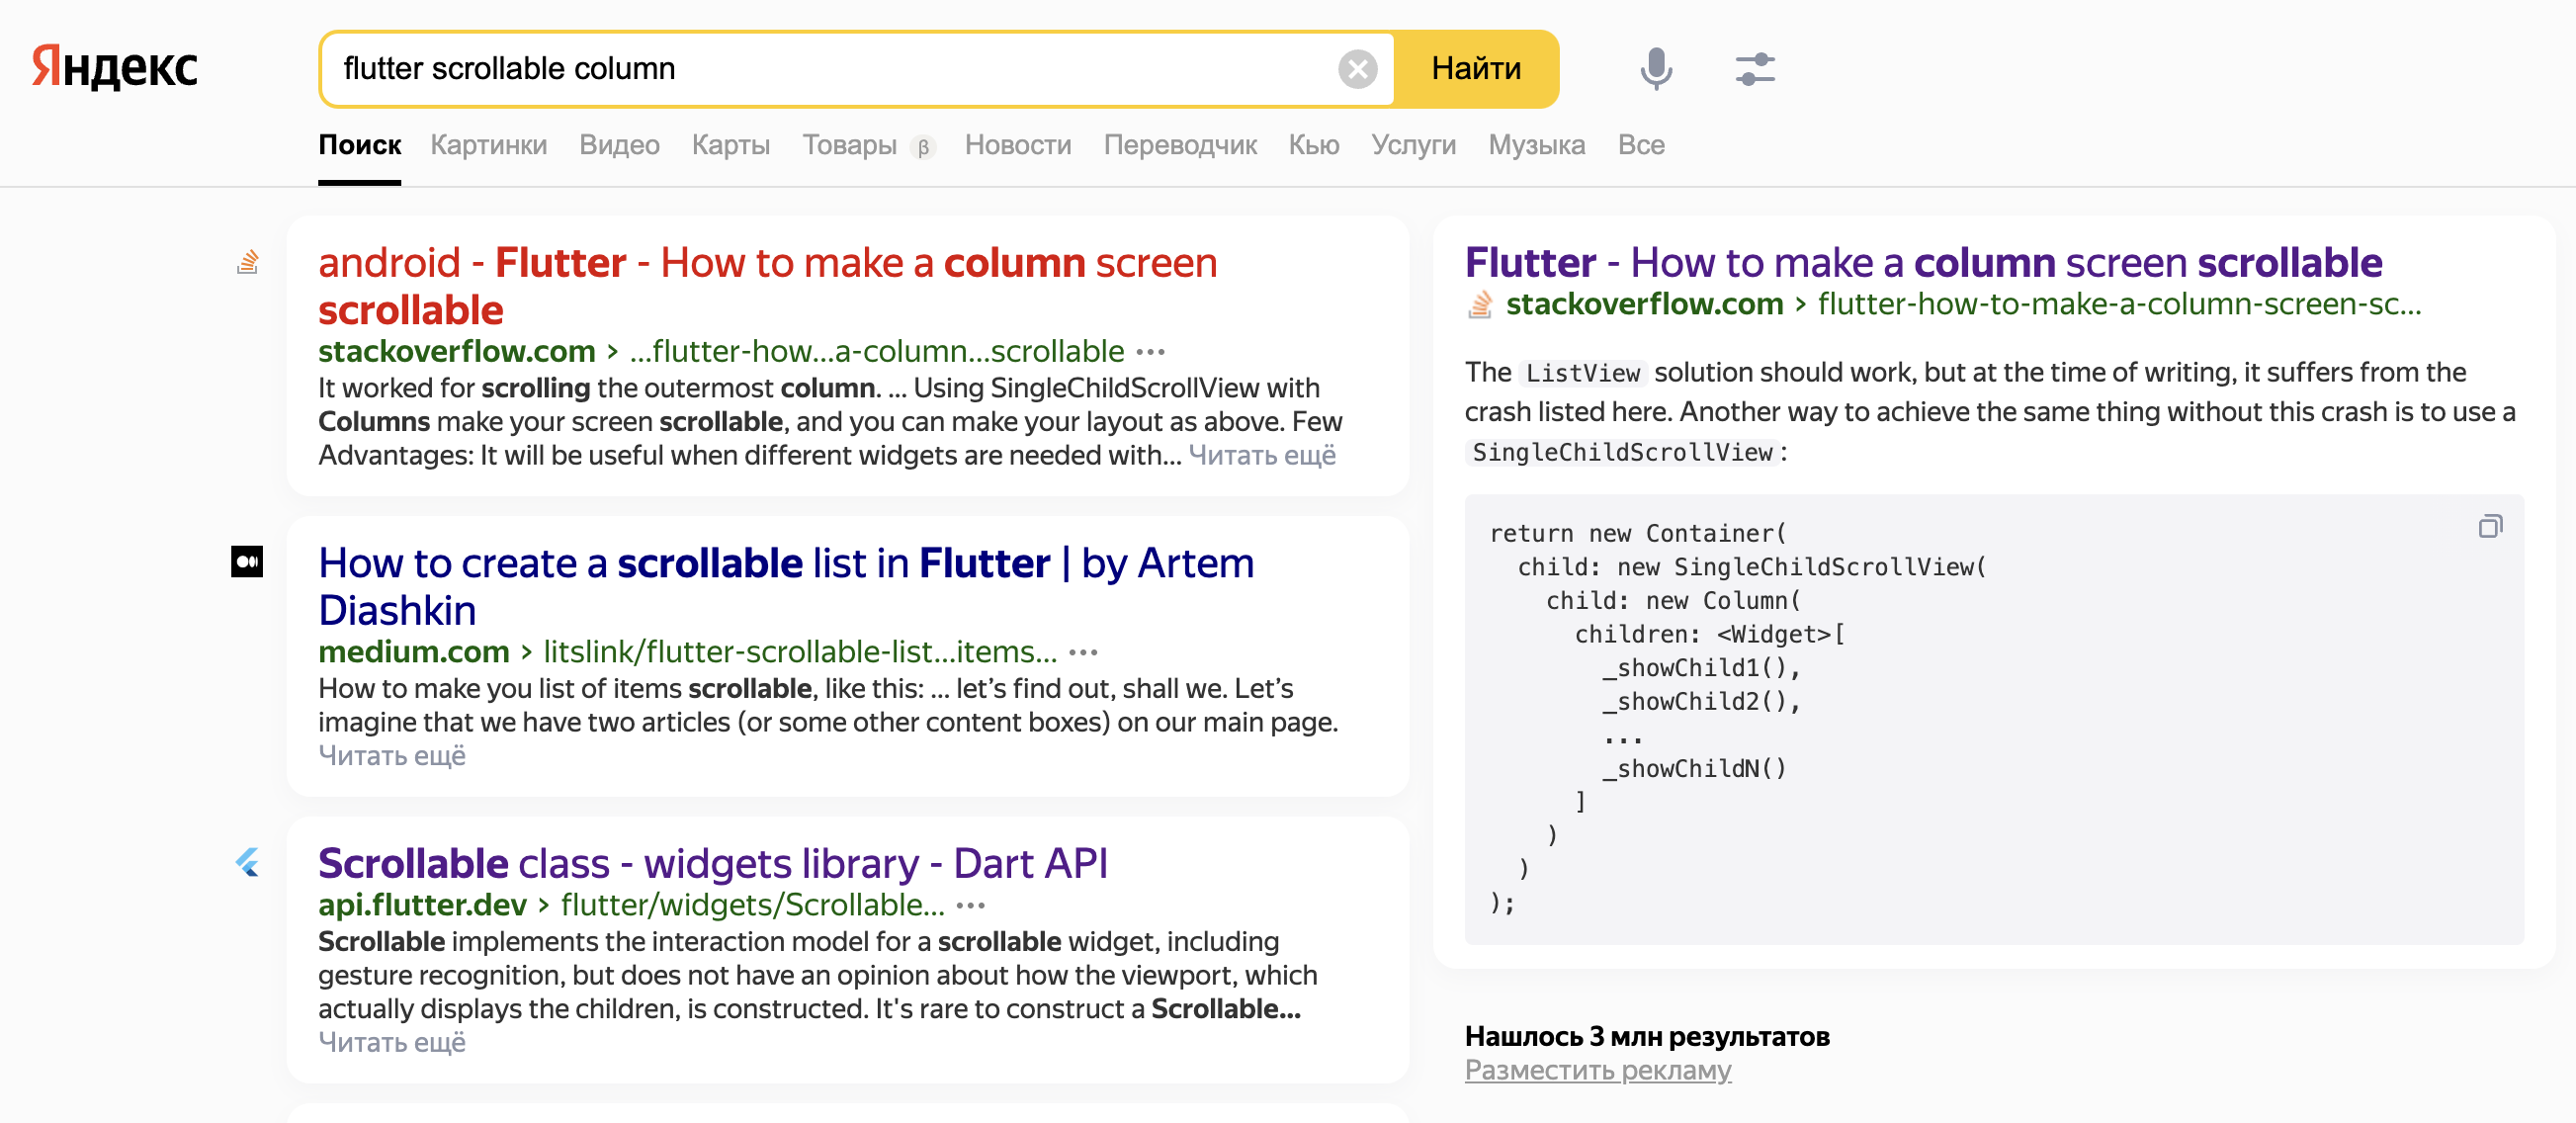 Яндекс
flutter scrollable column
Найти
Поиск Картинки Видео Карты Товары β Новости Переводчик Кью Услуги Музыка Все
android - Flutter - How to make a column screen
scrollable
stackoverflow.com › ...flutter-how...a-column...scrollable
It worked for scrolling the outermost column. ... Using SingleChildScrollView with
Columns make your screen scrollable, and you can make your layout as above. Few
Advantages: It will be useful when different widgets are needed with... Читать ещё
How to create a scrollable list in Flutter | by Artem
Diashkin
medium.com › litslink/flutter-scrollable-list...items...
How to make you list of items scrollable, like this: ... let’s find out, shall we. Let’s
imagine that we have two articles (or some other content boxes) on our main page.
Читать ещё
Scrollable class - widgets library - Dart API
api.flutter.dev › flutter/widgets/Scrollable...
Scrollable implements the interaction model for a scrollable widget, including
gesture recognition, but does not have an opinion about how the viewport, which
actually displays the children, is constructed. It's rare to construct a Scrollable...
Читать ещё
Flutter - How to make a column screen scrollable
stackoverflow.com › flutter-how-to-make-a-column-screen-sc...
The ListView solution should work, but at the time of writing, it suffers from the
crash listed here. Another way to achieve the same thing without this crash is to use a
SingleChildScrollView:
return new Container(
  child: new SingleChildScrollView(
    child: new Column(
      children: <Widget>[
        _showChild1(),
        _showChild2(),
        ...
        _showChildN()
      ]
    )
  )
);
Нашлось 3 млн результатов
Разместить рекламу